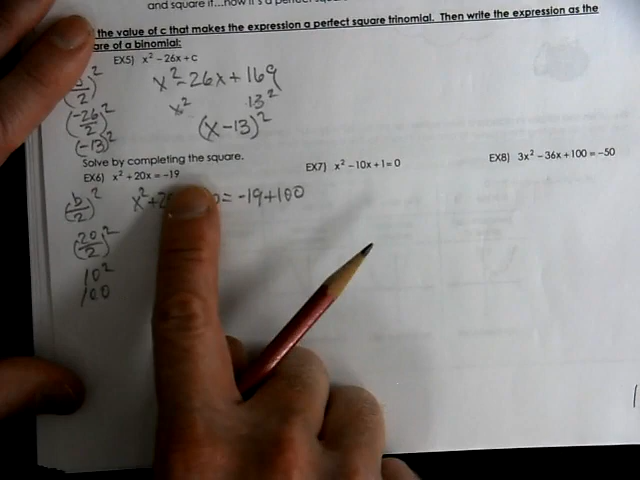 and square it...now it's a perfect squ
the value of c that makes the expression a perfect square trinomial. Then write the expression as the
are of a binomial:
EX5) x² – 26x + c
x² - 26x + 169
x² 13²
(x - 13)²
2)²
(-26/2)²
(-13)²
Solve by completing the square.
EX6) x² + 20x = –19
(b/2)²
x² + 2 0 = -19 + 100
(20/2)²
10²
100
EX7) x² – 10x + 1 = 0
EX8) 3x² – 36x + 100 = –50